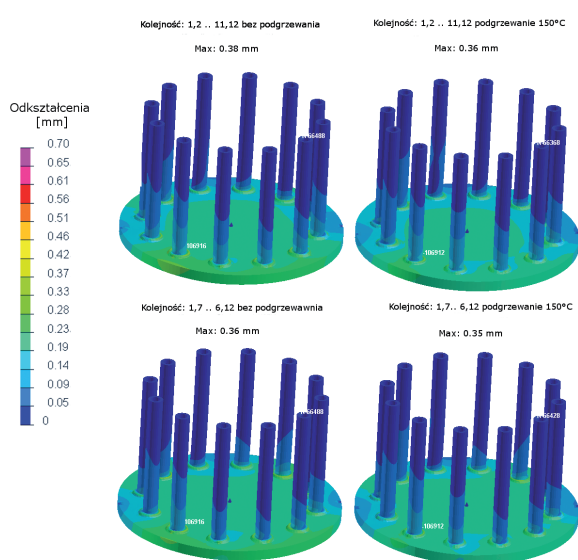 Kolejność: 1,2 .. 11,12 bez podgrzewania
Max: 0.38 mm
Kolejność: 1,2 .. 11,12 podgrzewanie 150°C
Max: 0.36 mm
Odkształcenia
[mm]
0.70
0.65
0.61
0.56
0.51
0.46
0.42
0.37
0.33
0.28
0.23
0.19
0.14
0.09
0.05
0
66488
106916
66368
106912
Kolejność: 1,7 .. 6,12 bez podgrzewawnia
Max: 0.36 mm
Kolejność: 1,7.. 6,12 podgrzewanie 150°C
Max: 0.35 mm
66488
106916
66428
106912